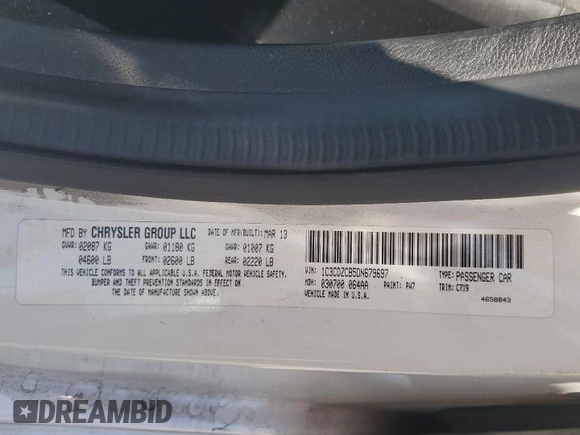 MFD BY CHRYSLER GROUP LLC DATE OF MFR(BUILT): MAR 13
GVWR: 02087 KG GAWR: 01180 KG GAWR: 01007 KG
04600 LB FRONT: 02600 LB REAR: 02220 LB
THIS VEHICLE CONFORMS TO ALL APPLICABLE U.S.A. FEDERAL MOTOR VEHICLE SAFETY,
BUMPER AND THEFT PREVENTION STANDARDS IN EFFECT ON
THE DATE OF MANUFACTURE SHOWN ABOVE.
VIN: 1C3CDZCB5DN679697 TYPE: PASSENGER CAR
MDH: 030700 064AA PAINT: PW7 TRIM: C7X9
VEHICLE MADE IN U.S.A. 4658843
DREAMBID